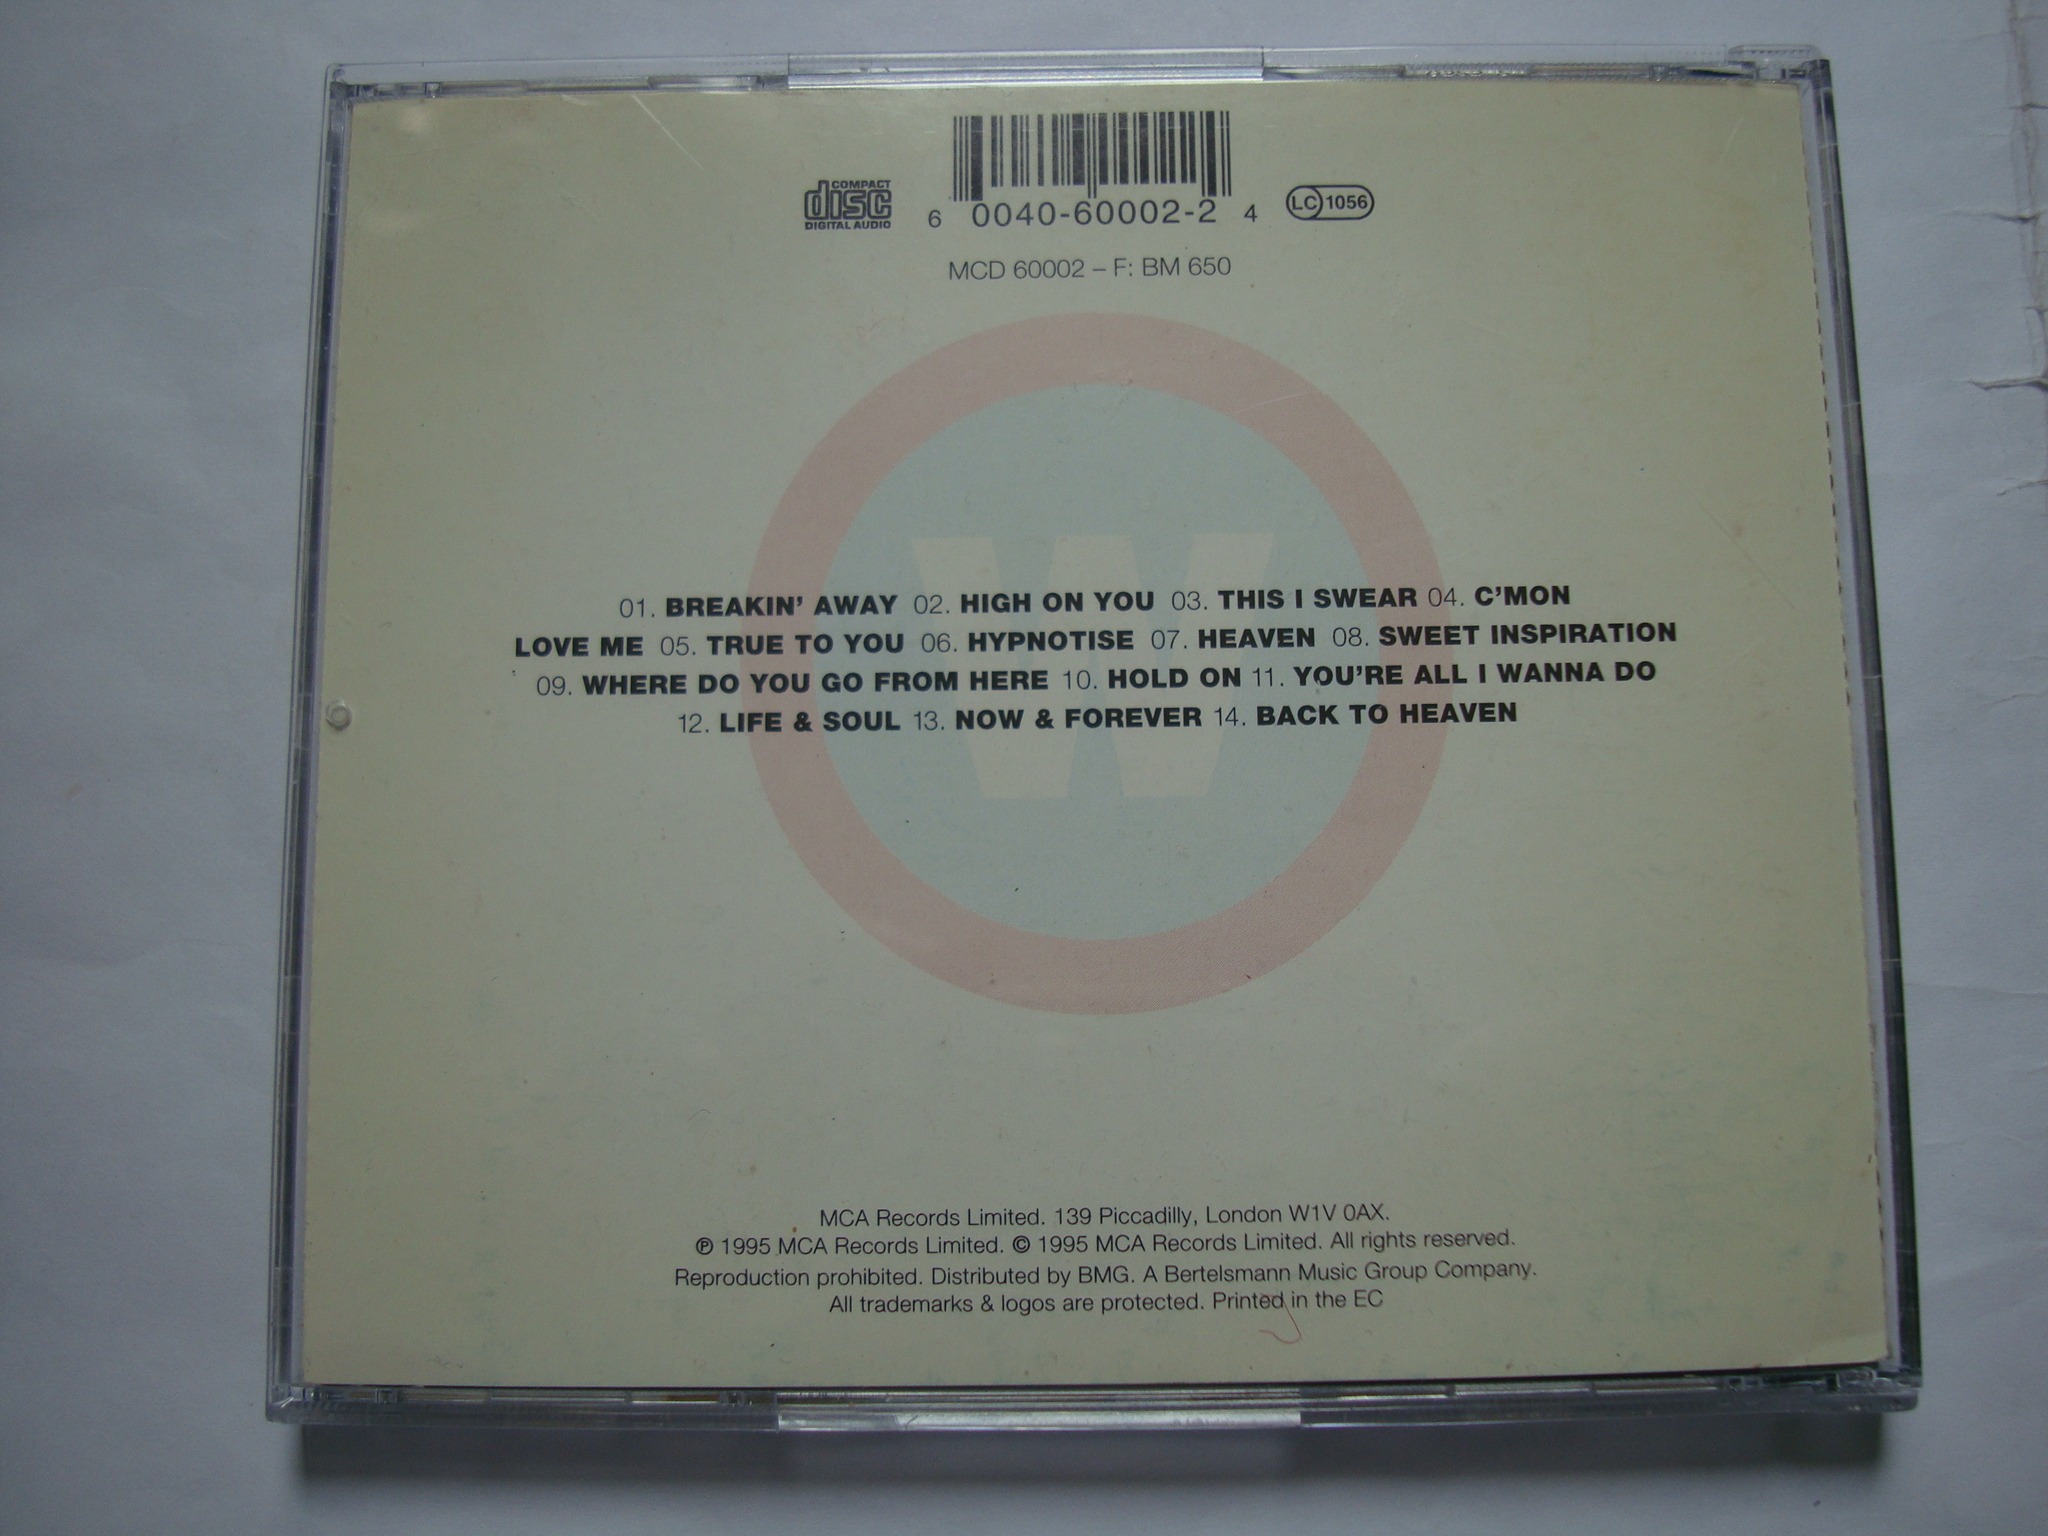 COMPACT
disc
DIGITAL AUDIO
6 0040-60002-2 4
LC 1056
MCD 60002 – F: BM 650
W
01. BREAKIN' AWAY 02. HIGH ON YOU 03. THIS I SWEAR 04. C'MON
LOVE ME 05. TRUE TO YOU 06. HYPNOTISE 07. HEAVEN 08. SWEET INSPIRATION
09. WHERE DO YOU GO FROM HERE 10. HOLD ON 11. YOU'RE ALL I WANNA DO
12. LIFE & SOUL 13. NOW & FOREVER 14. BACK TO HEAVEN
MCA Records Limited. 139 Piccadilly, London W1V 0AX.
℗ 1995 MCA Records Limited. © 1995 MCA Records Limited. All rights reserved.
Reproduction prohibited. Distributed by BMG. A Bertelsmann Music Group Company.
All trademarks & logos are protected. Printed in the EC